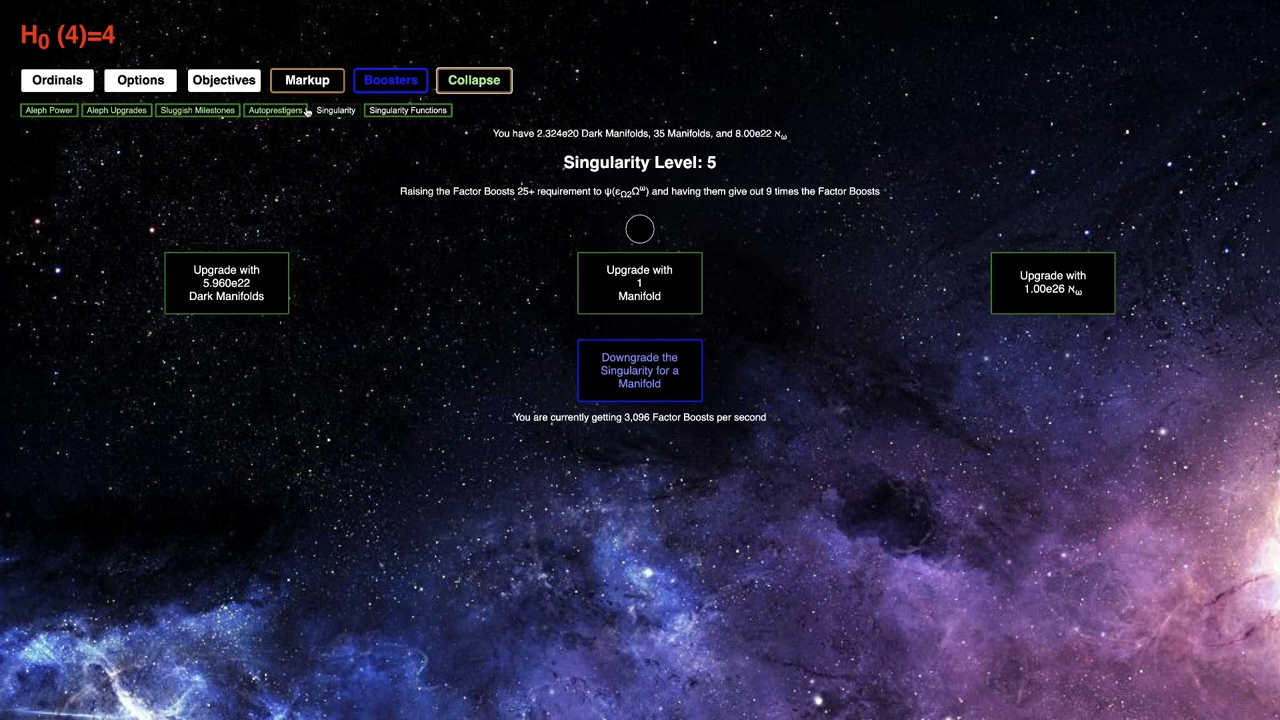 H₀ (4)=4
Ordinals Options Objectives Markup Boosters Collapse
Aleph Power Aleph Upgrades Sluggish Milestones Autoprestigers Singularity Singularity Functions
You have 2.324e20 Dark Manifolds, 35 Manifolds, and 8.00e22 ℵω
Singularity Level: 5
Raising the Factor Boosts 25+ requirement to ψ(εΩ2Ω^ω) and having them give out 9 times the Factor Boosts
Upgrade with
5.960e22
Dark Manifolds
Upgrade with
1
Manifold
Upgrade with
1.00e26 ℵω
Downgrade the
Singularity for a
Manifold
You are currently getting 3,096 Factor Boosts per second